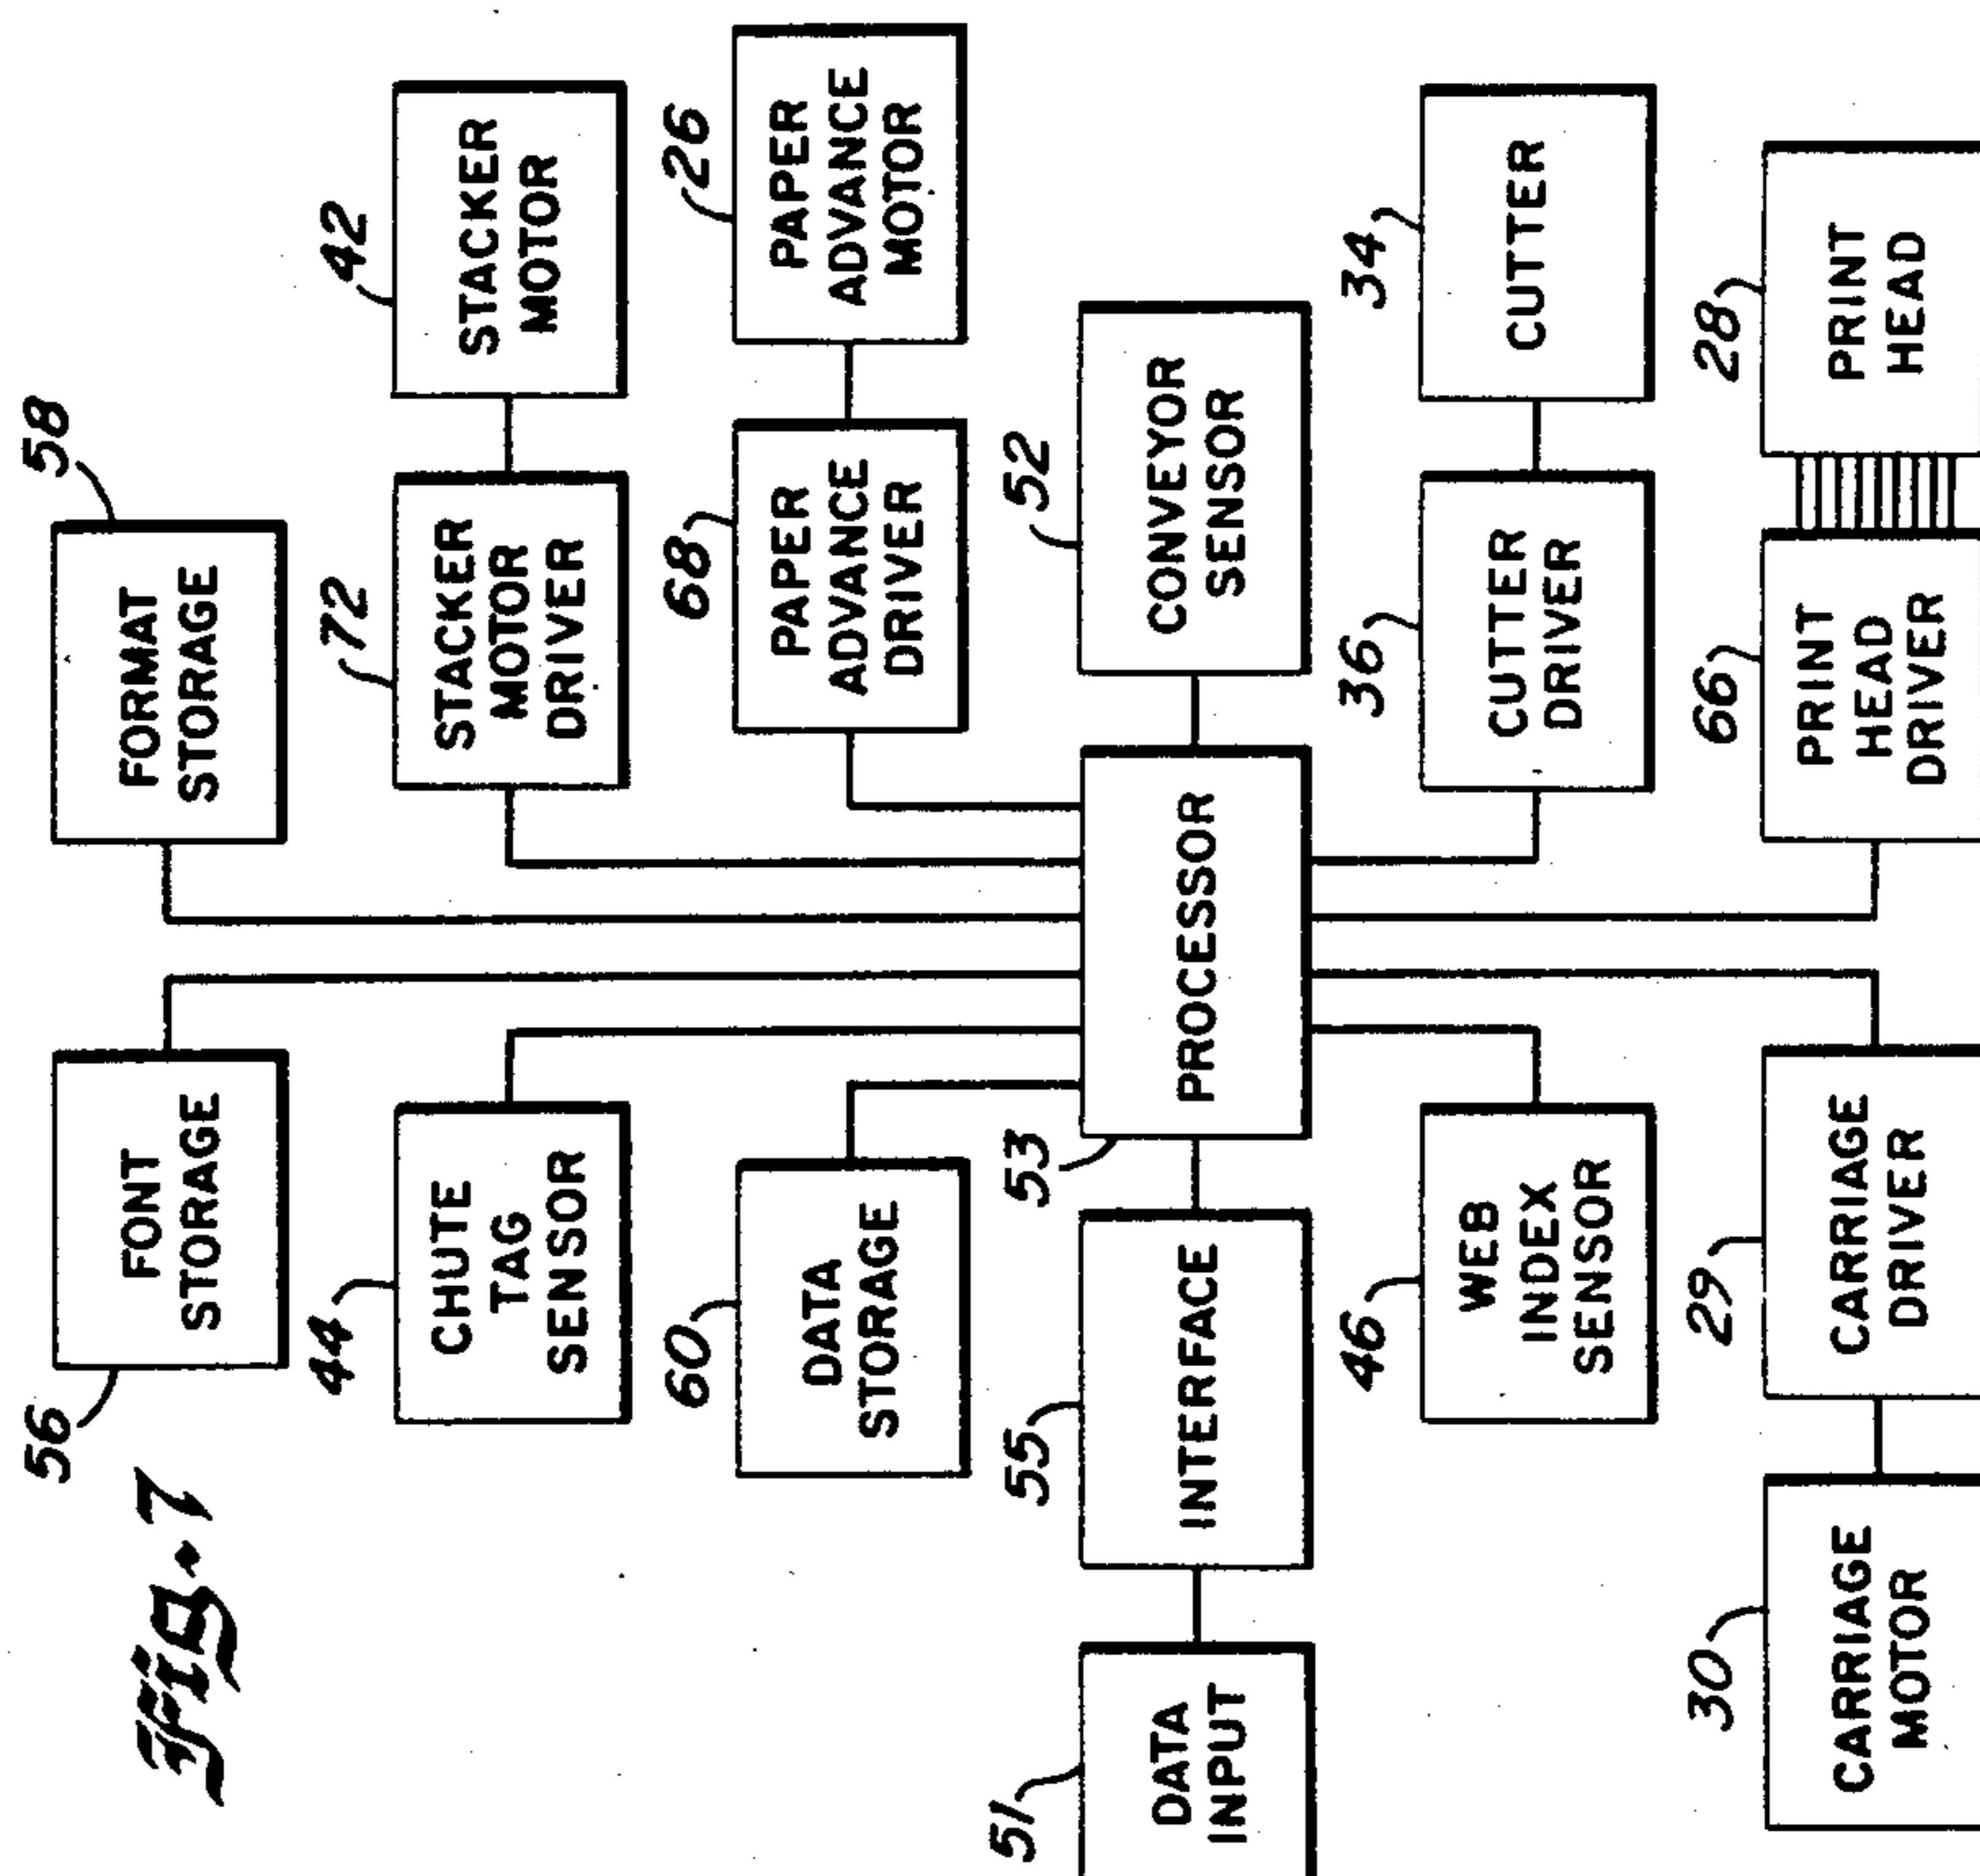 Fig-7
56
FONT
STORAGE
58
FORMAT
STORAGE
44
CHUTE
TAG
SENSOR
72
STACKER
MOTOR
DRIVER
42
STACKER
MOTOR
60
DATA
STORAGE
68
PAPER
ADVANCE
DRIVER
26
PAPER
ADVANCE
MOTOR
51
DATA
INPUT
55
INTERFACE
53
PROCESSOR
52
CONVEYOR
SENSOR
46
WEB
INDEX
SENSOR
36
CUTTER
DRIVER
34
CUTTER
30
CARRIAGE
MOTOR
29
CARRIAGE
DRIVER
66
PRINT
HEAD
DRIVER
28
PRINT
HEAD